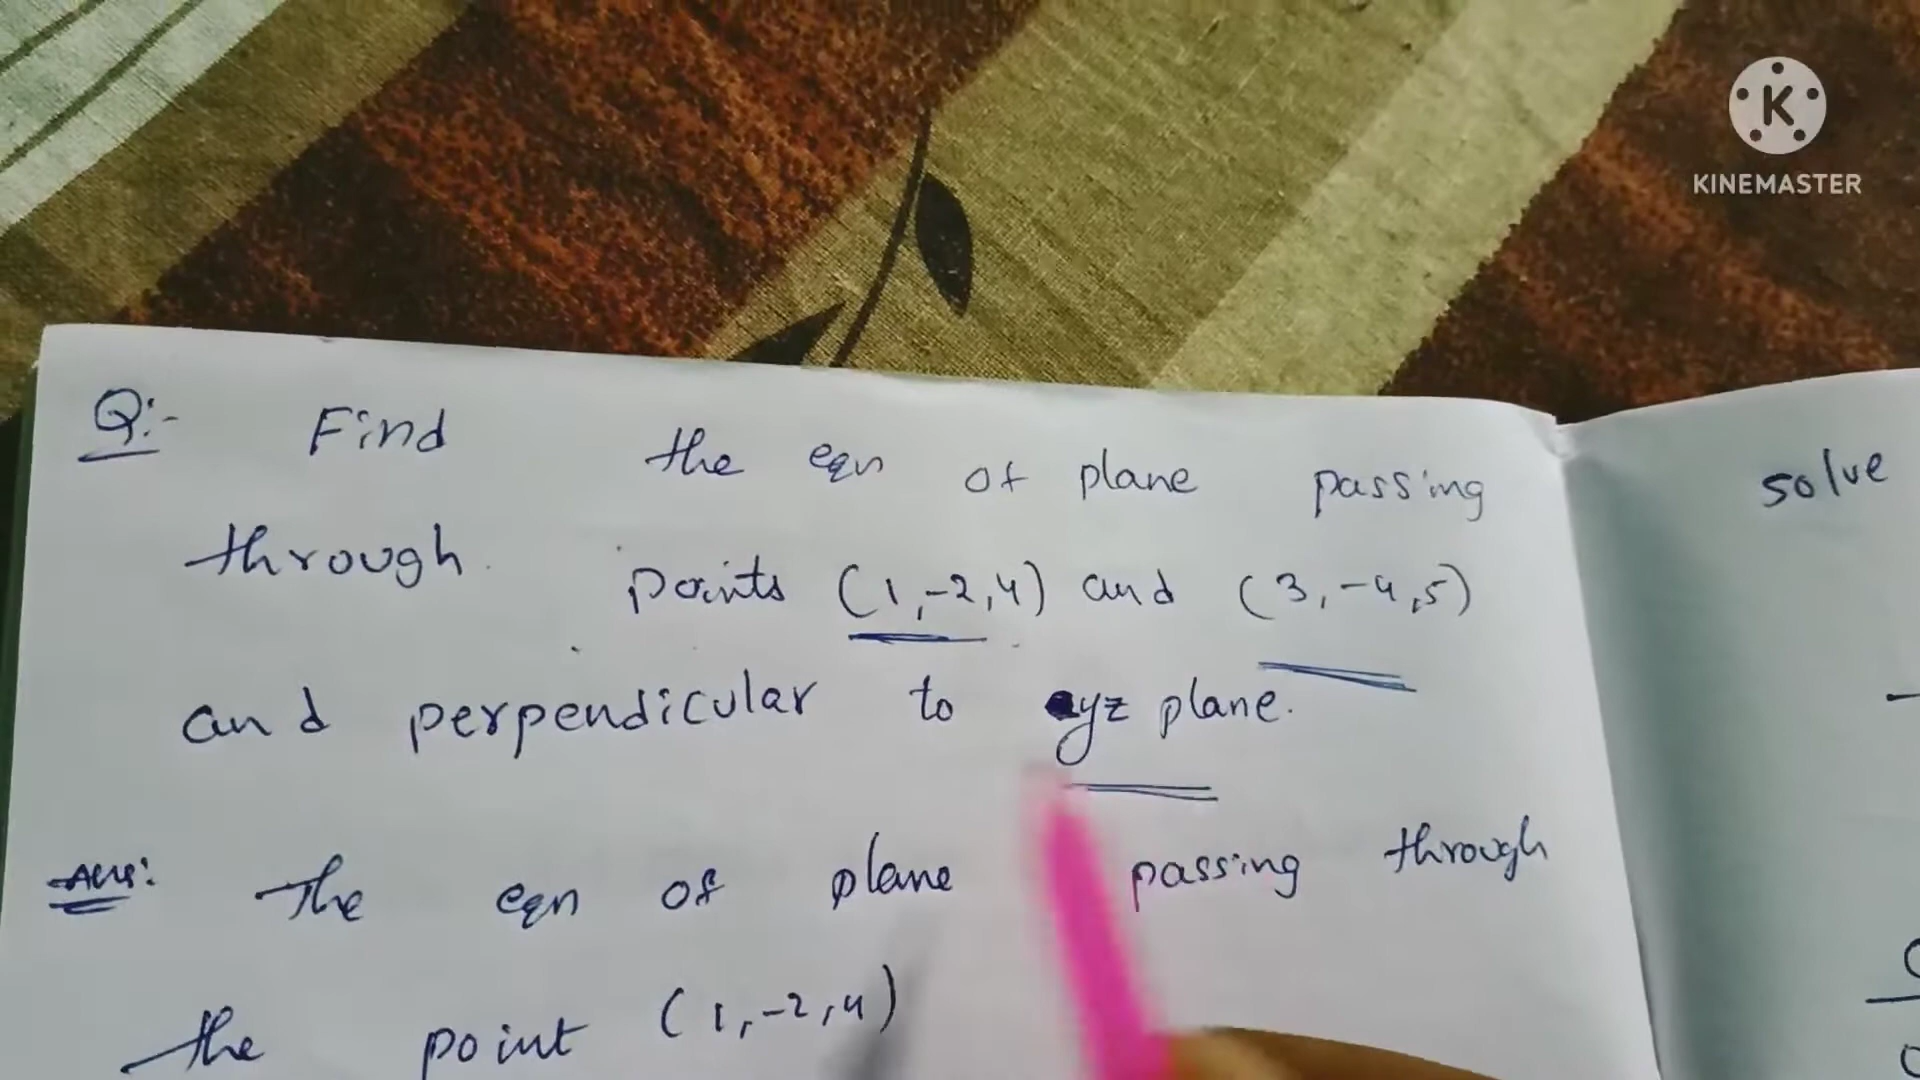 K
KINEMASTER
Q:- Find the eqn of plane passing
through points (1,-2,4) and (3,-4,5)
and perpendicular to yz plane.
Ans: The eqn of plane passing through
the point (1,-2,4)
solve